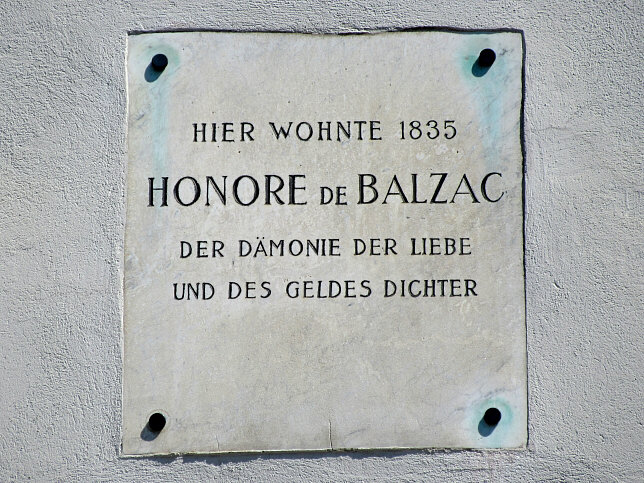 HIER WOHNTE 1835
HONORE DE BALZAC
DER DÄMONIE DER LIEBE
UND DES GELDES DICHTER